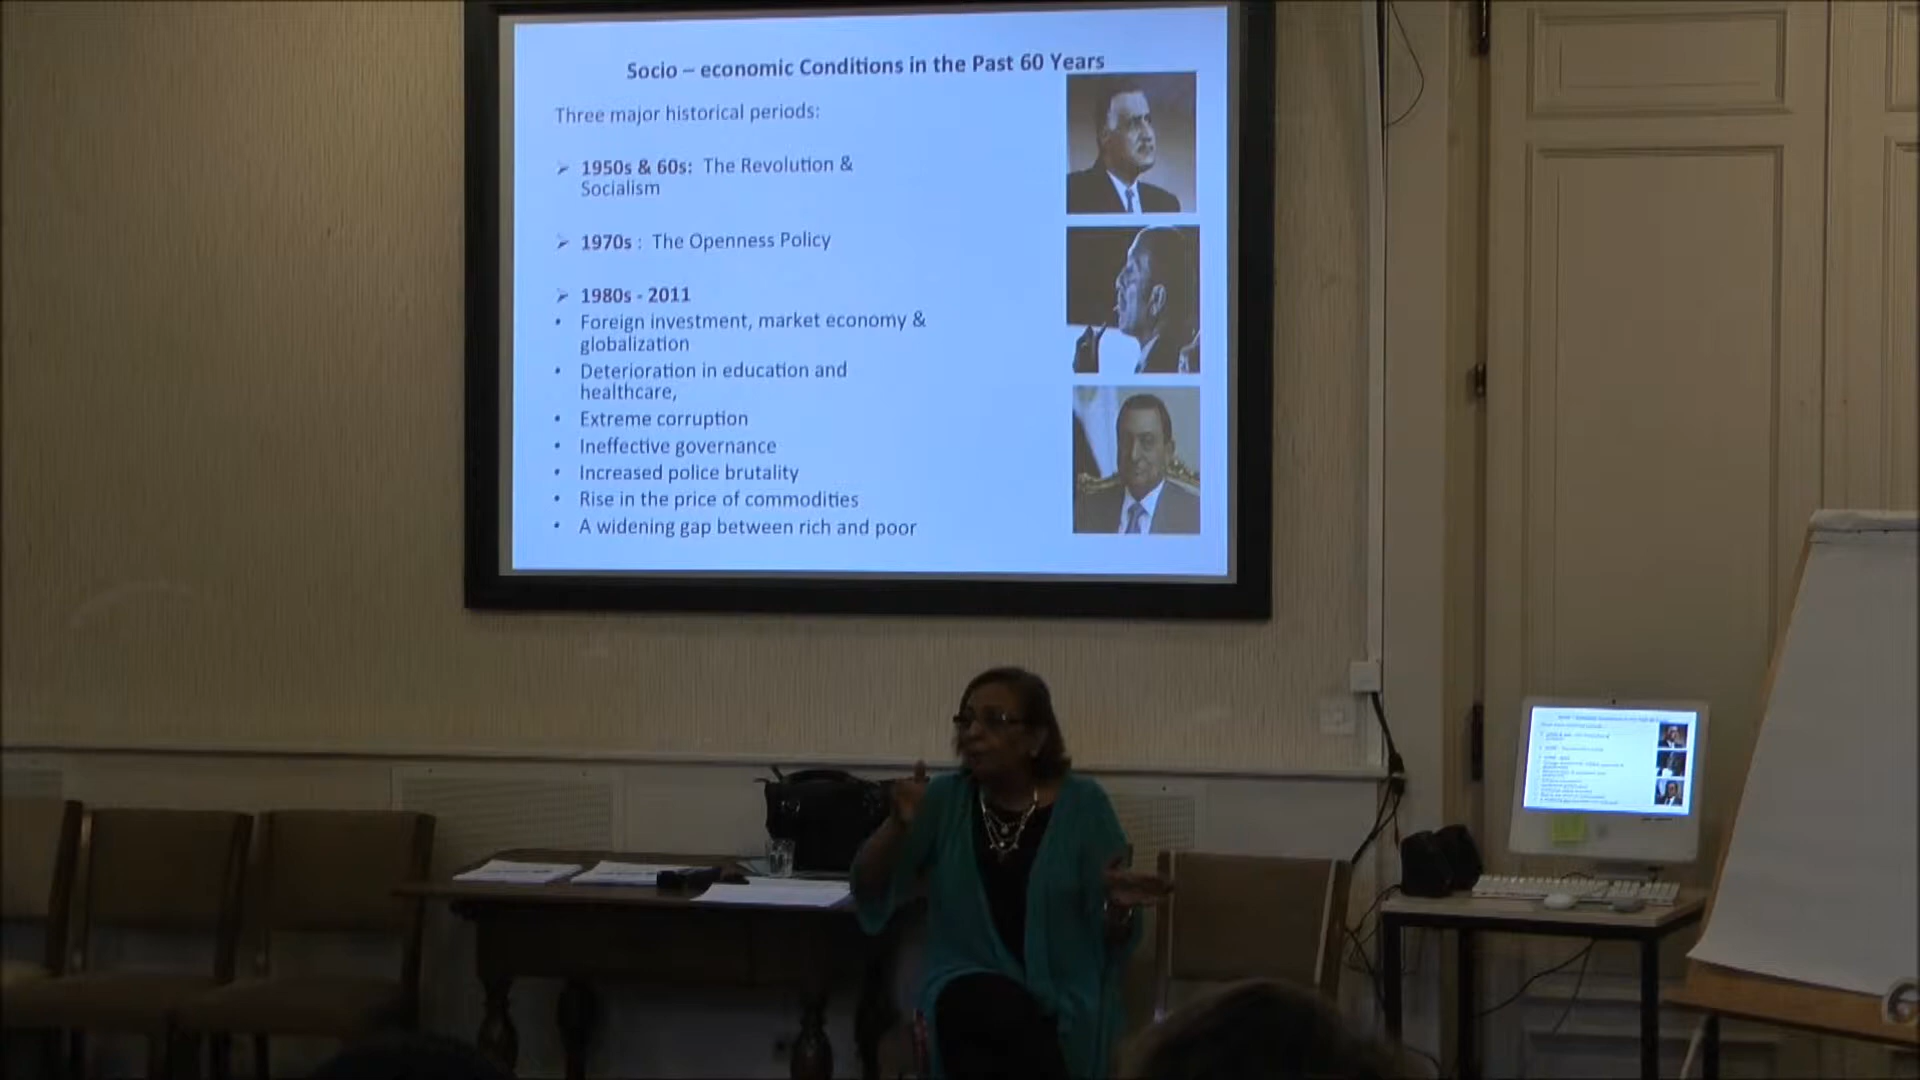 Socio – economic Conditions in the Past 60 Years
Three major historical periods:
➢ 1950s & 60s: The Revolution &
Socialism
➢ 1970s : The Openness Policy
➢ 1980s - 2011
• Foreign investment, market economy &
globalization
• Deterioration in education and
healthcare,
• Extreme corruption
• Ineffective governance
• Increased police brutality
• Rise in the price of commodities
• A widening gap between rich and poor